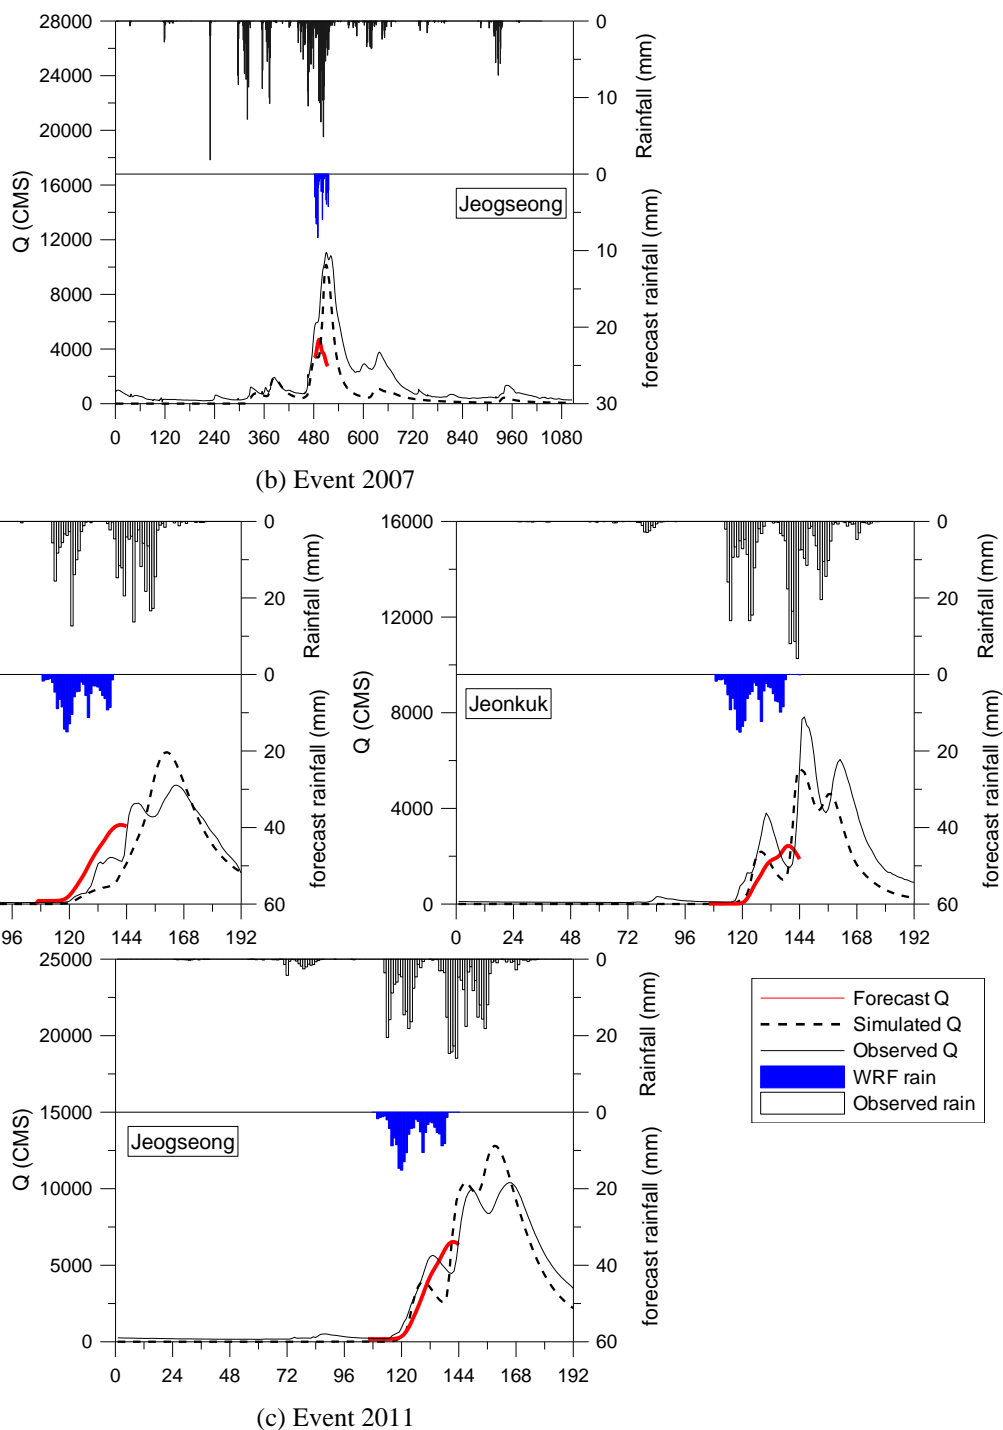 28000
24000
20000
16000
12000
8000
4000
0
Q (CMS)
0
10
20
0
10
20
30
Rainfall (mm)
forecast rainfall (mm)
Jeogseong
0 120 240 360 480 600 720 840 960 1080
(b) Event 2007
0
20
0
20
40
60
Rainfall (mm)
forecast rainfall (mm)
96 120 144 168 192
16000
12000
8000
4000
0
Q (CMS)
0
20
0
20
40
60
Rainfall (mm)
forecast rainfall (mm)
Jeonkuk
0 24 48 72 96 120 144 168 192
25000
20000
15000
10000
5000
0
Q (CMS)
0
20
0
20
40
60
Rainfall (mm)
forecast rainfall (mm)
Jeogseong
0 24 48 72 96 120 144 168 192
Forecast Q
Simulated Q
Observed Q
WRF rain
Observed rain
(c) Event 2011